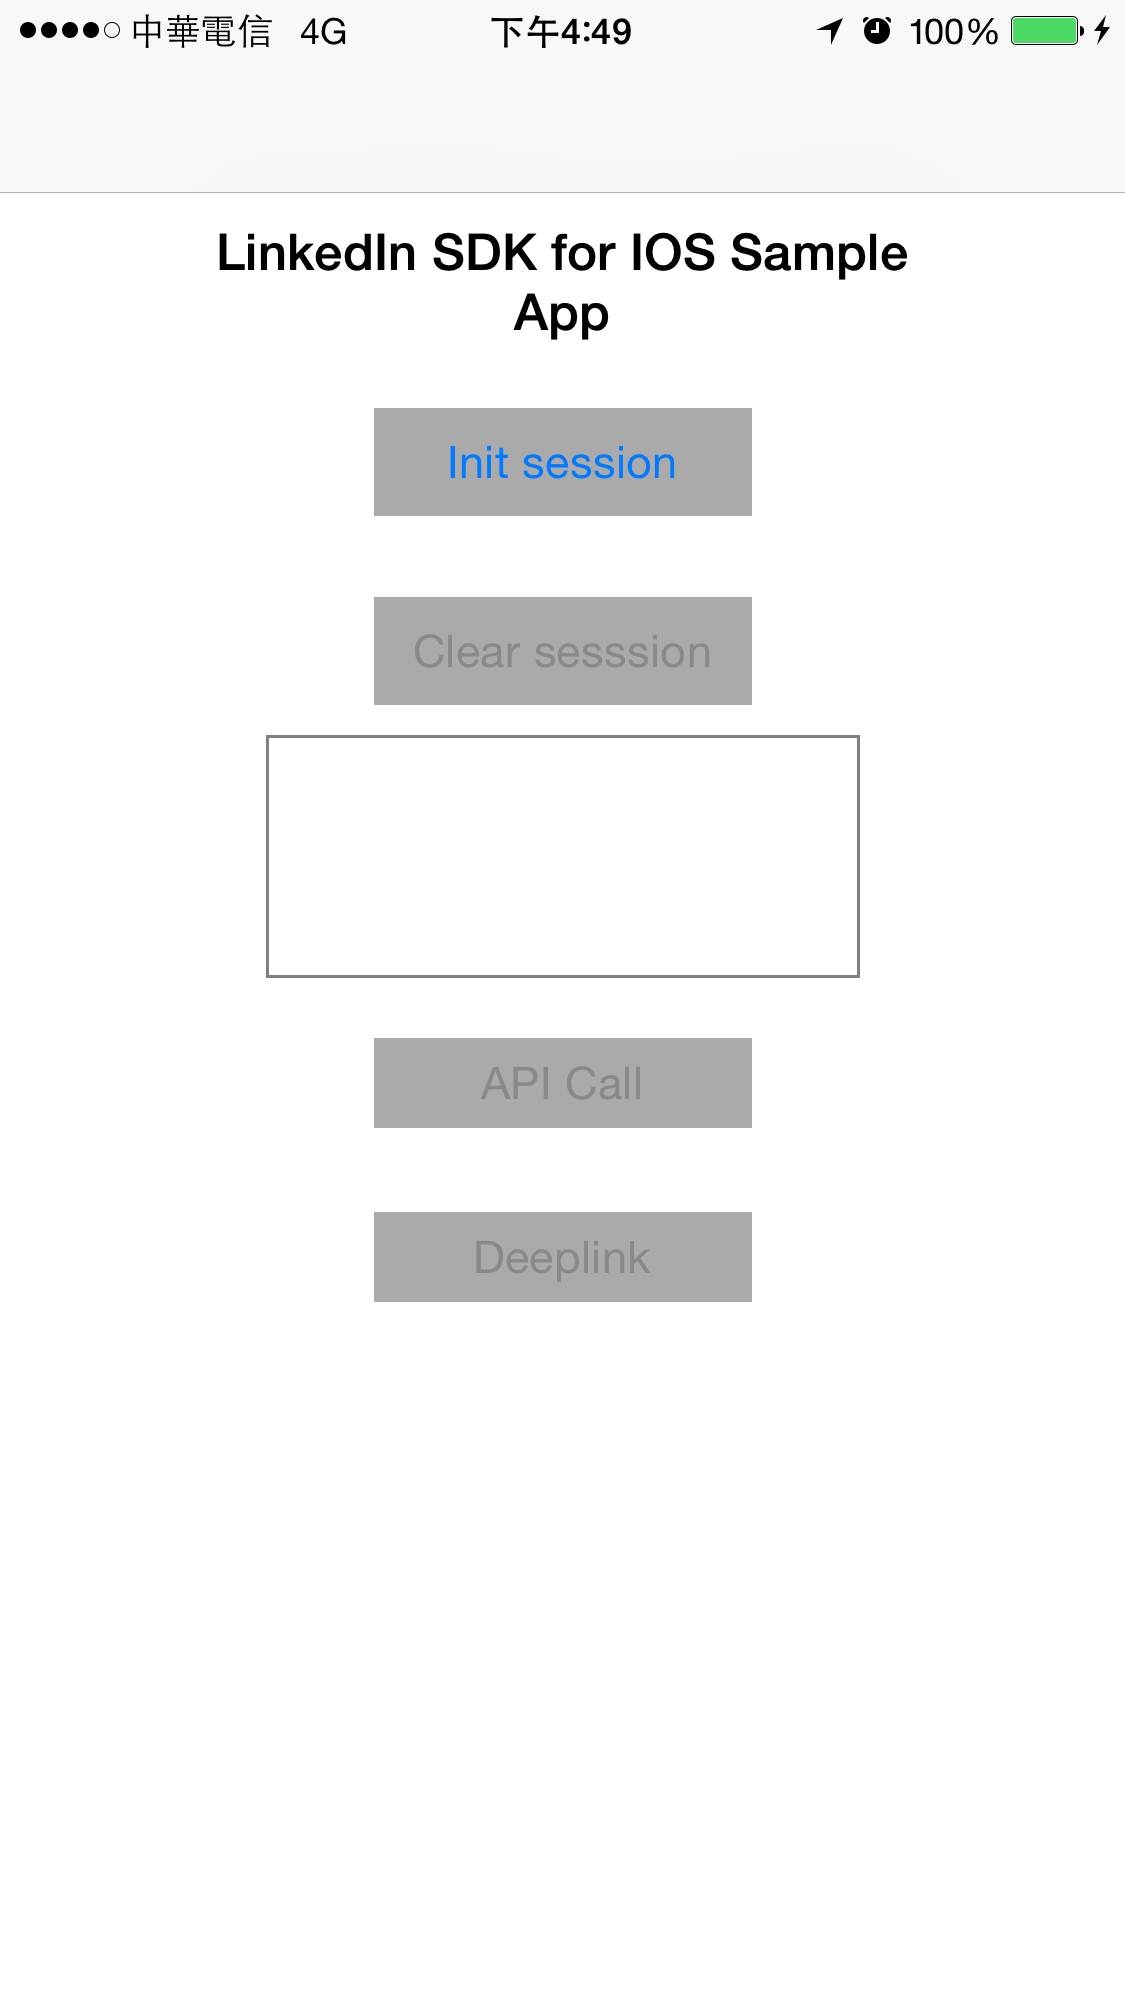 中華電信 4G 下午4:49 100%
LinkedIn SDK for IOS Sample
App
Init session
Clear sesssion
API Call
Deeplink